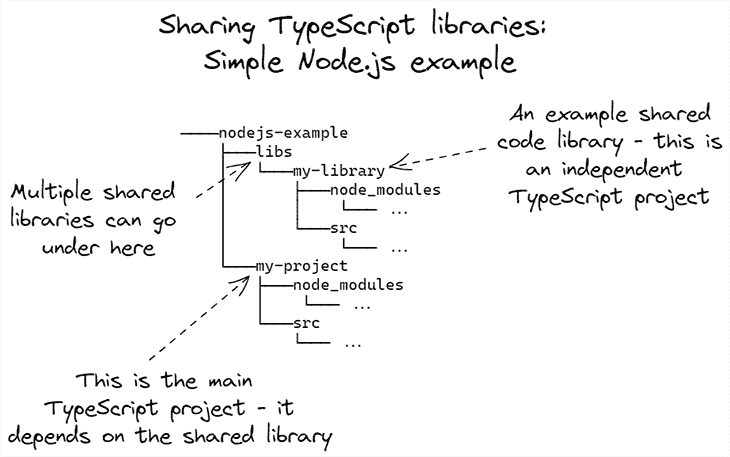 Sharing TypeScript libraries:
Simple Node.js example
An example shared
code library - this is
an independent
TypeScript project
nodejs-example
libs
my-library
node_modules
...
src
...
my-project
node_modules
...
src
...
Multiple shared
libraries can go
under here
This is the main
TypeScript project - it
depends on the shared library